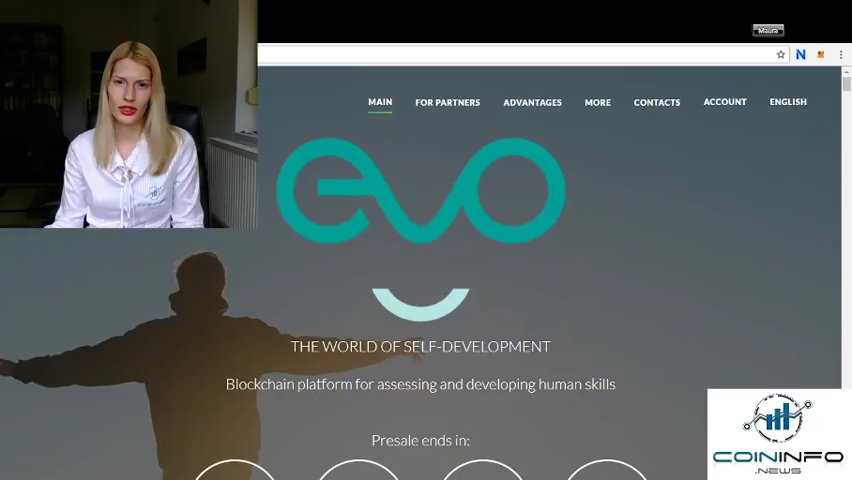 Maura
MAIN
FOR PARTNERS
ADVANTAGES
MORE
CONTACTS
ACCOUNT
ENGLISH
evo
THE WORLD OF SELF-DEVELOPMENT
Blockchain platform for assessing and developing human skills
Presale ends in:
COININFO
.NEWS